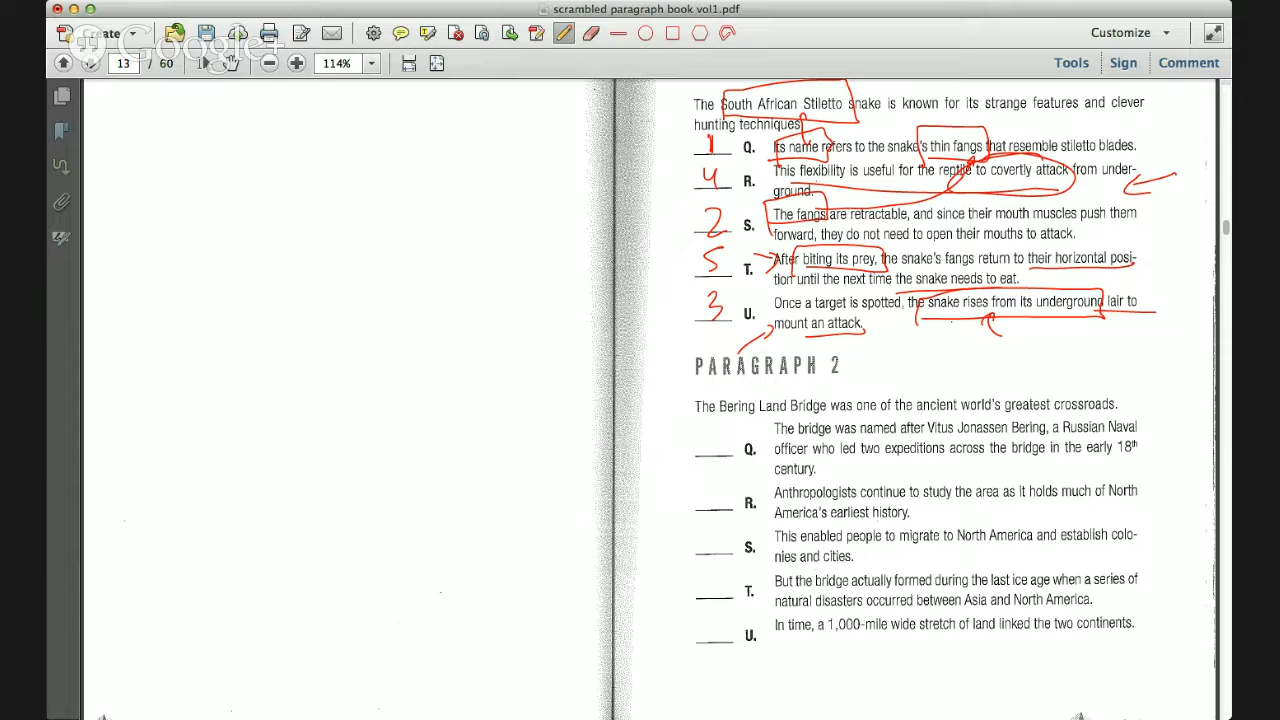 scrambled paragraph book vol1.pdf
Create
Customize
Google+
13 / 60
114%
Tools Sign Comment
The South African Stiletto snake is known for its strange features and clever
hunting techniques.
1 Q. Its name refers to the snake's thin fangs that resemble stiletto blades.
4 R. This flexibility is useful for the reptile to covertly attack from under-
ground.
2 S. The fangs are retractable, and since their mouth muscles push them
forward, they do not need to open their mouths to attack.
5 T. After biting its prey, the snake's fangs return to their horizontal posi-
tion until the next time the snake needs to eat.
3 U. Once a target is spotted, the snake rises from its underground lair to
mount an attack.
PARAGRAPH 2
The Bering Land Bridge was one of the ancient world's greatest crossroads.
____ Q. The bridge was named after Vitus Jonassen Bering, a Russian Naval
officer who led two expeditions across the bridge in the early 18th
century.
____ R. Anthropologists continue to study the area as it holds much of North
America's earliest history.
____ S. This enabled people to migrate to North America and establish colo-
nies and cities.
____ T. But the bridge actually formed during the last ice age when a series of
natural disasters occurred between Asia and North America.
____ U. In time, a 1,000-mile wide stretch of land linked the two continents.